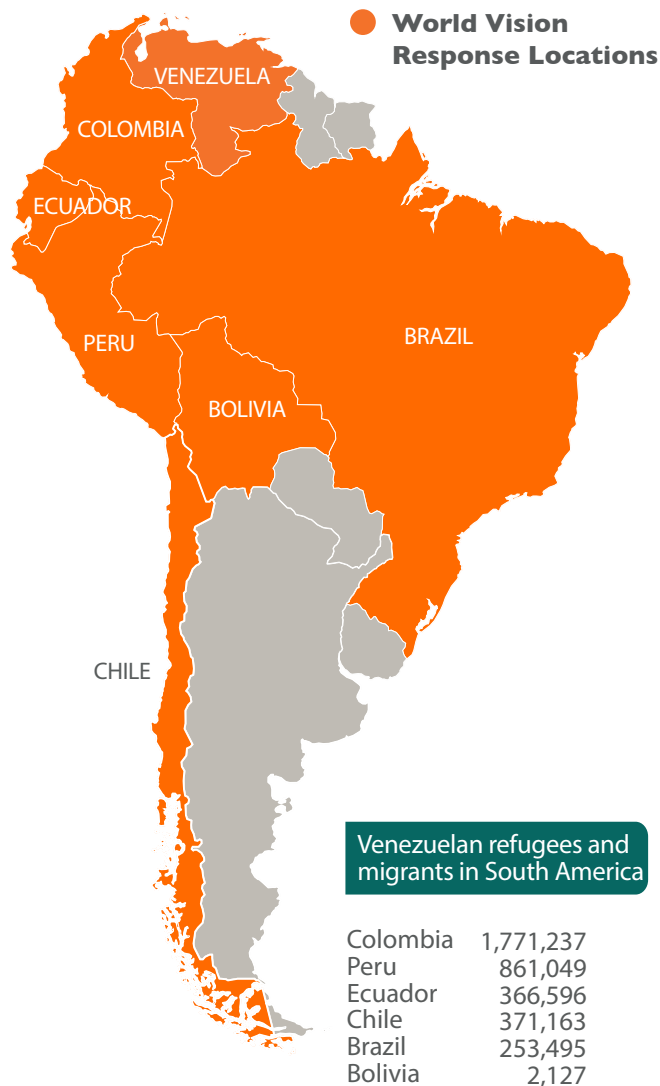 World Vision
Response Locations
VENEZUELA
COLOMBIA
ECUADOR
PERU
BRAZIL
BOLIVIA
CHILE
Venezuelan refugees and
migrants in South America
Colombia 1,771,237
Peru 861,049
Ecuador 366,596
Chile 371,163
Brazil 253,495
Bolivia 2,127